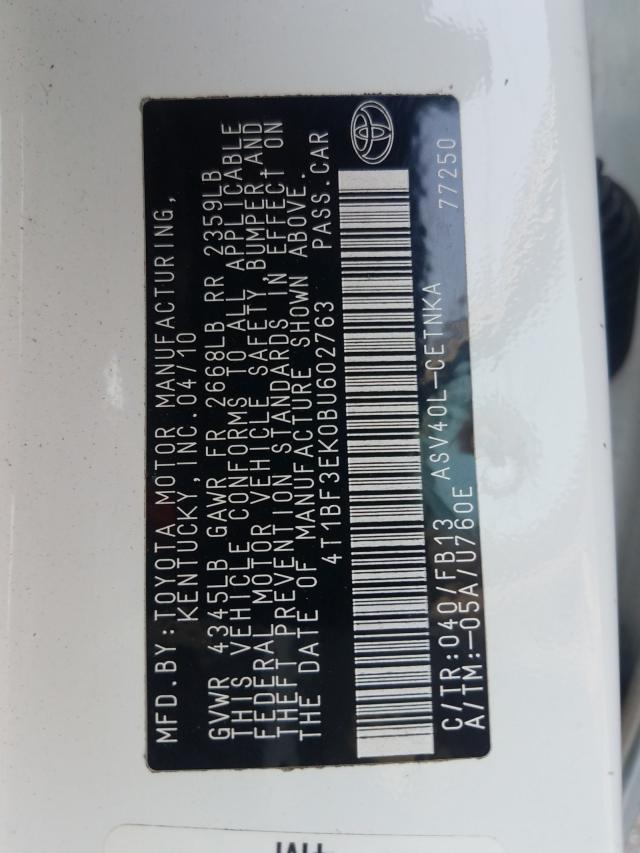 MFD.BY:TOYOTA MOTOR MANUFACTURING,
KENTUCKY, INC.04/10
GVWR 4345LB GAWR FR 2668LB RR 2359LB
THIS VEHICLE CONFORMS TO ALL APPLICABLE
FEDERAL MOTOR VEHICLE SAFETY, BUMPER, AND
THEFT PREVENTION STANDARDS IN EFFECT ON
THE DATE OF MANUFACTURE SHOWN ABOVE.
4T1BF3EK0BU602763 PASS.CAR
C/TR:040/FB13 ASV40L-CETNKA 77250
A/TM:-05A/U760E